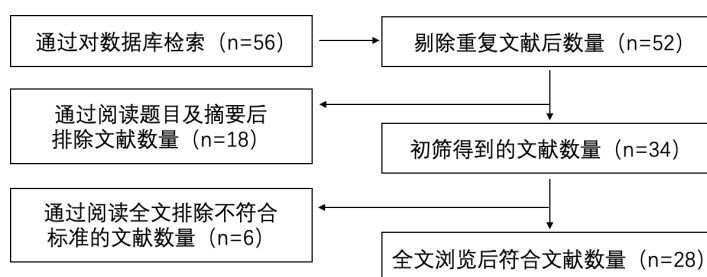 通过对数据库检索（n=56）
剔除重复文献后数量（n=52）
通过阅读题目及摘要后
排除文献数量（n=18）
初筛得到的文献数量（n=34）
通过阅读全文排除不符合
标准的文献数量（n=6）
全文浏览后符合文献数量（n=28）